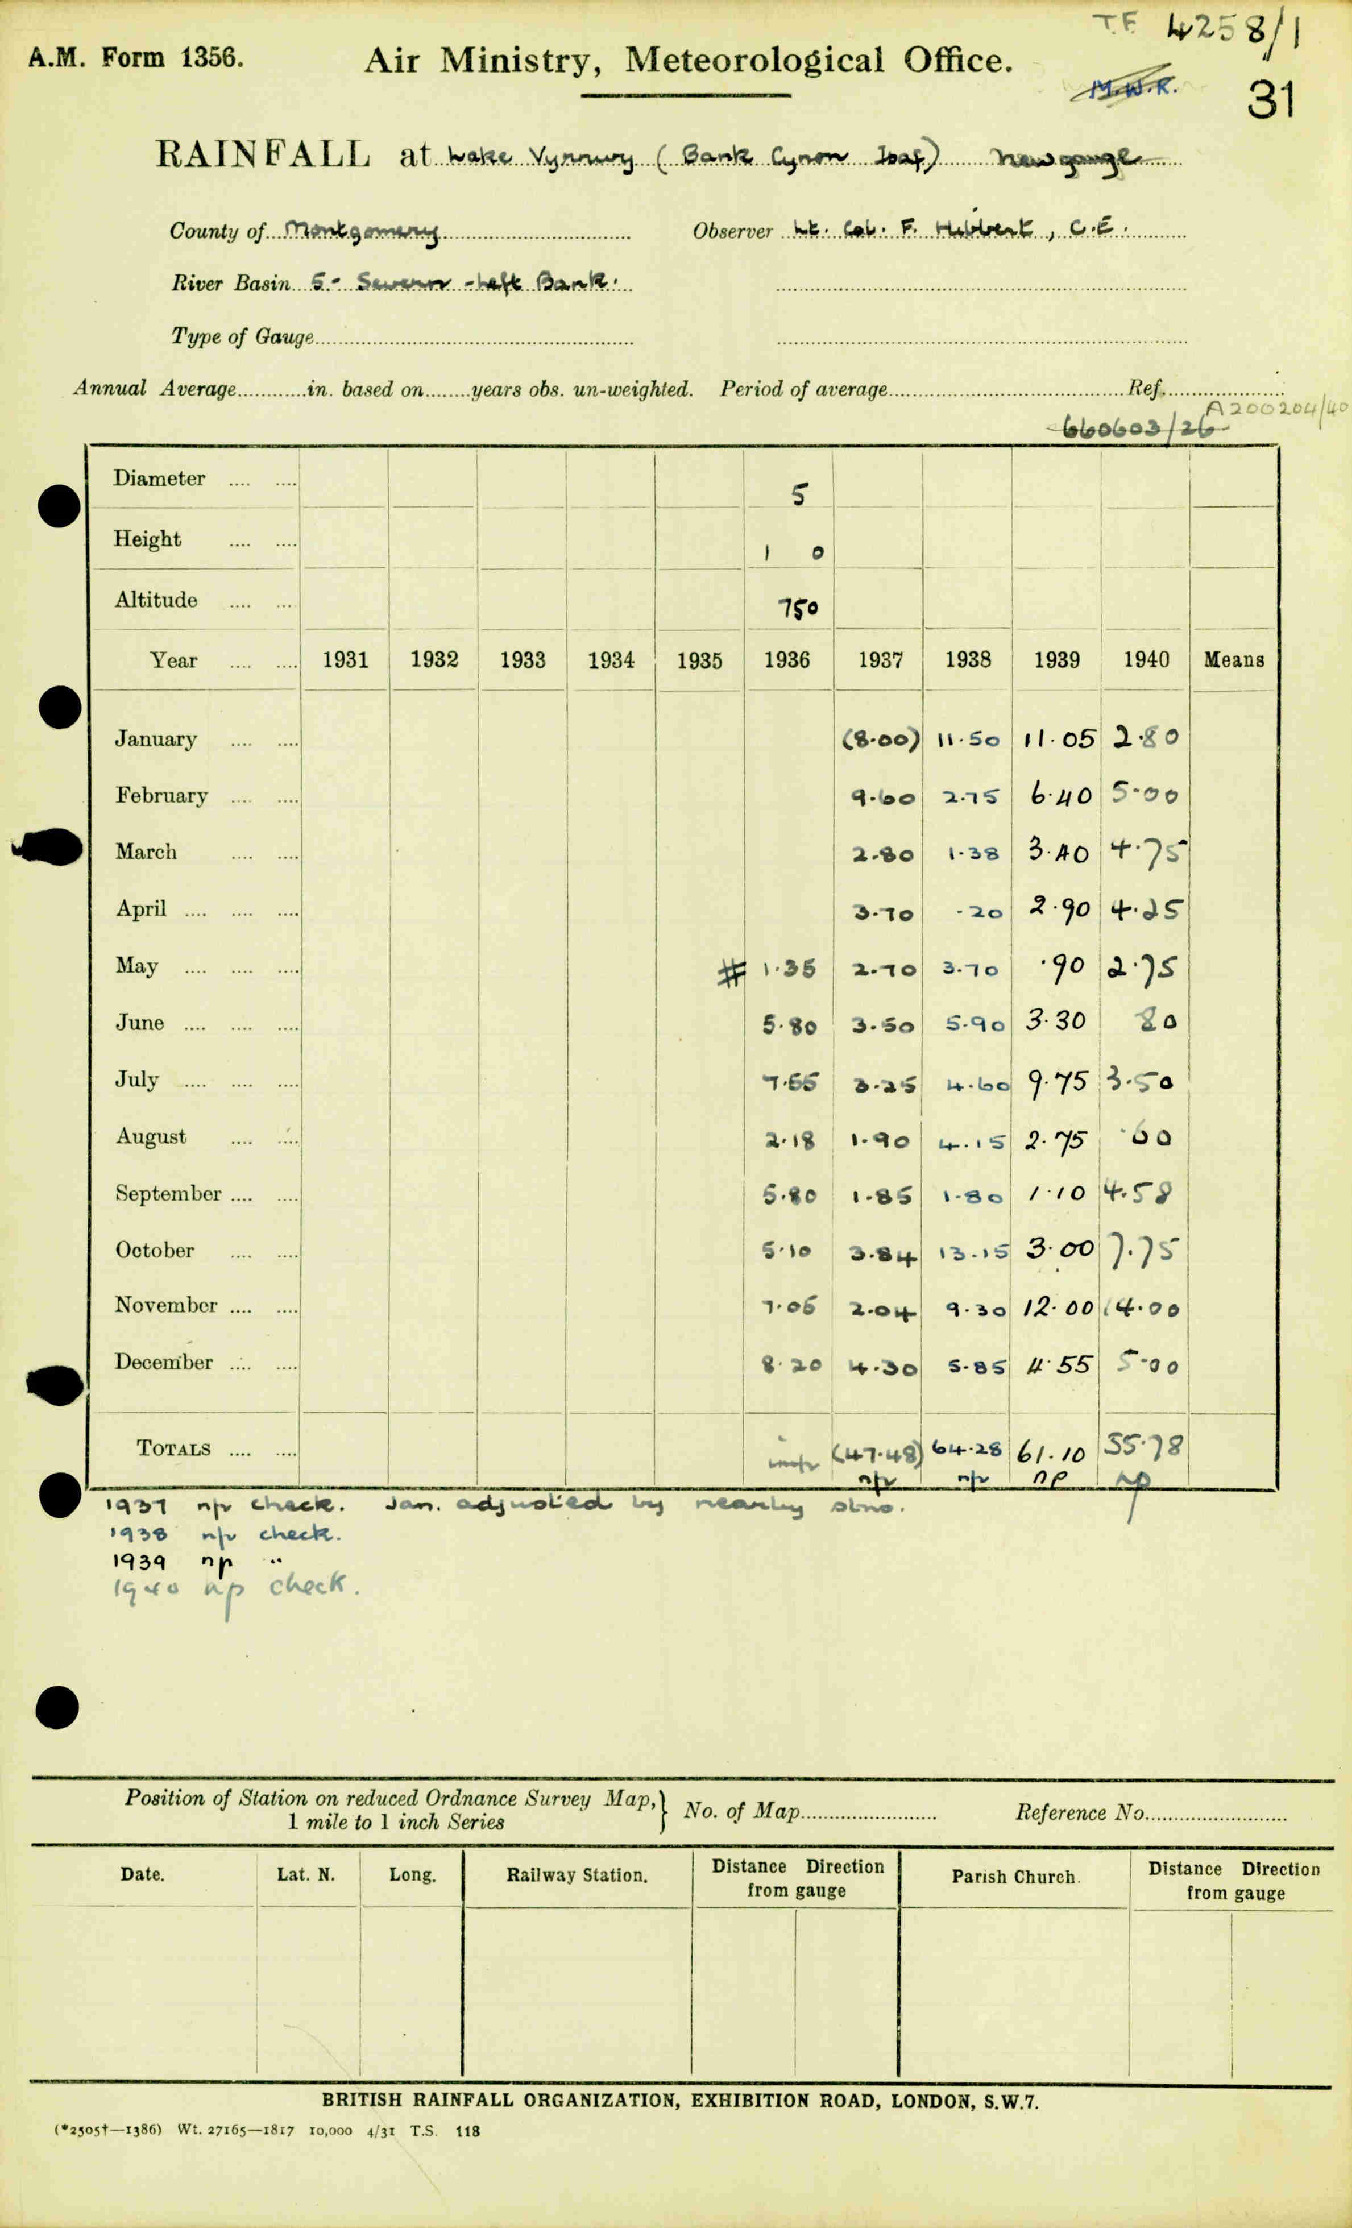 T.F. 4258/1
A.M. Form 1356. Air Ministry, Meteorological Office.
M.W.R. 31
RAINFALL at Lake Vyrnwy (Bank Cynon Isaf) New gauge
County of Montgomery Observer Lt. Col. F. Hibbert, C.E.
River Basin 5- Severn - Left Bank.
Type of Gauge
Annual Average in. based on years obs. un-weighted. Period of average Ref.
A200204/40
660603/26
Diameter 5
Height 1 0
Altitude 750
Year 1931 1932 1933 1934 1935 1936 1937 1938 1939 1940 Means
January (8.00) 11.50 11.05 2.80
February 9.60 2.75 6.40 5.00
March 2.80 1.38 3.40 4.75
April 3.70 .20 2.90 4.25
May # 1.35 2.70 3.70 .90 2.75
June 5.80 3.50 5.90 3.30 80
July 7.55 3.25 4.60 9.75 3.50
August 2.18 1.90 4.15 2.75 .60
September 5.80 1.85 1.80 1.10 4.58
October 5.10 3.84 13.15 3.00 7.75
November 7.05 2.04 9.30 12.00 14.00
December 8.20 4.30 5.85 4.55 5.00
TOTALS imp (47.48) 64.28 61.10 55.78
np np np np
1937 np check. Jan. adjusted by nearby stns.
1938 np check.
1939 np "
1940 np check.
Position of Station on reduced Ordnance Survey Map, } No. of Map Reference No.
1 mile to 1 inch Series
Date. Lat. N. Long. Railway Station. Distance Direction from gauge Parish Church. Distance Direction from gauge
BRITISH RAINFALL ORGANIZATION, EXHIBITION ROAD, LONDON, S.W.7.
(*2505†—1386) Wt. 27165—1817 10,000 4/31 T.S. 118